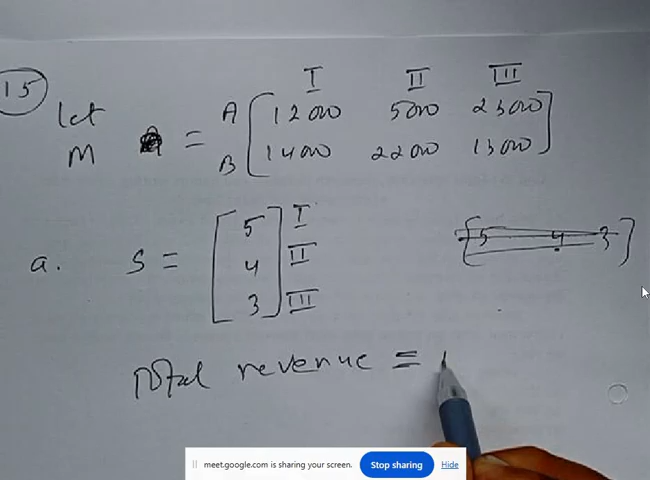 15
I II III
let A 12000 5000 23000
M = B 14000 22000 13000
a. S = 5 I
4 II
3 III
5 4 3
Total revenue =
meet.google.com is sharing your screen. Stop sharing Hide